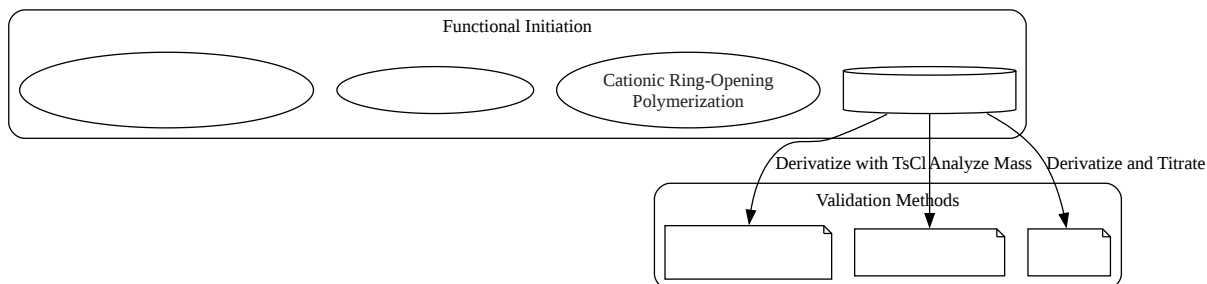 Functional Initiation
Cationic Ring-Opening
Polymerization
Derivatize with TsCl
Analyze Mass
Derivatize and Titrate
Validation Methods